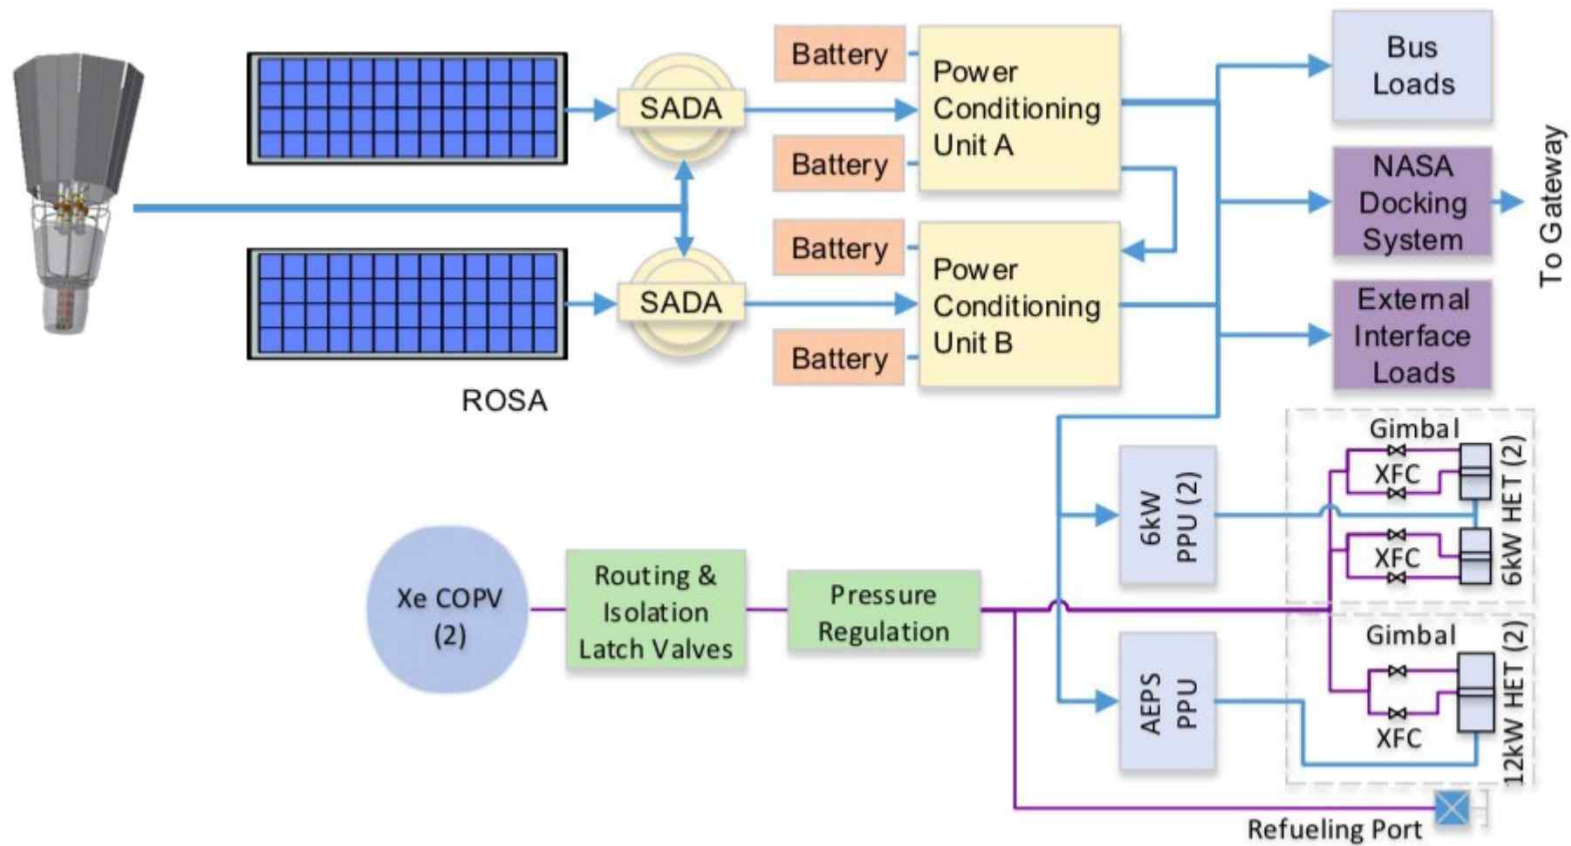 Battery
Power
Conditioning
Unit A
SADA
Battery
Bus
Loads
NASA
Docking
System
To Gateway
Battery
Power
Conditioning
Unit B
SADA
Battery
External
Interface
Loads
ROSA
Gimbal
XFC
XFC
6kW HET (2)
6kW
PPU (2)
Xe COPV
(2)
Routing &
Isolation
Latch Valves
Pressure
Regulation
AEPS
PPU
Gimbal
XFC
12kW HET (2)
Refueling Port